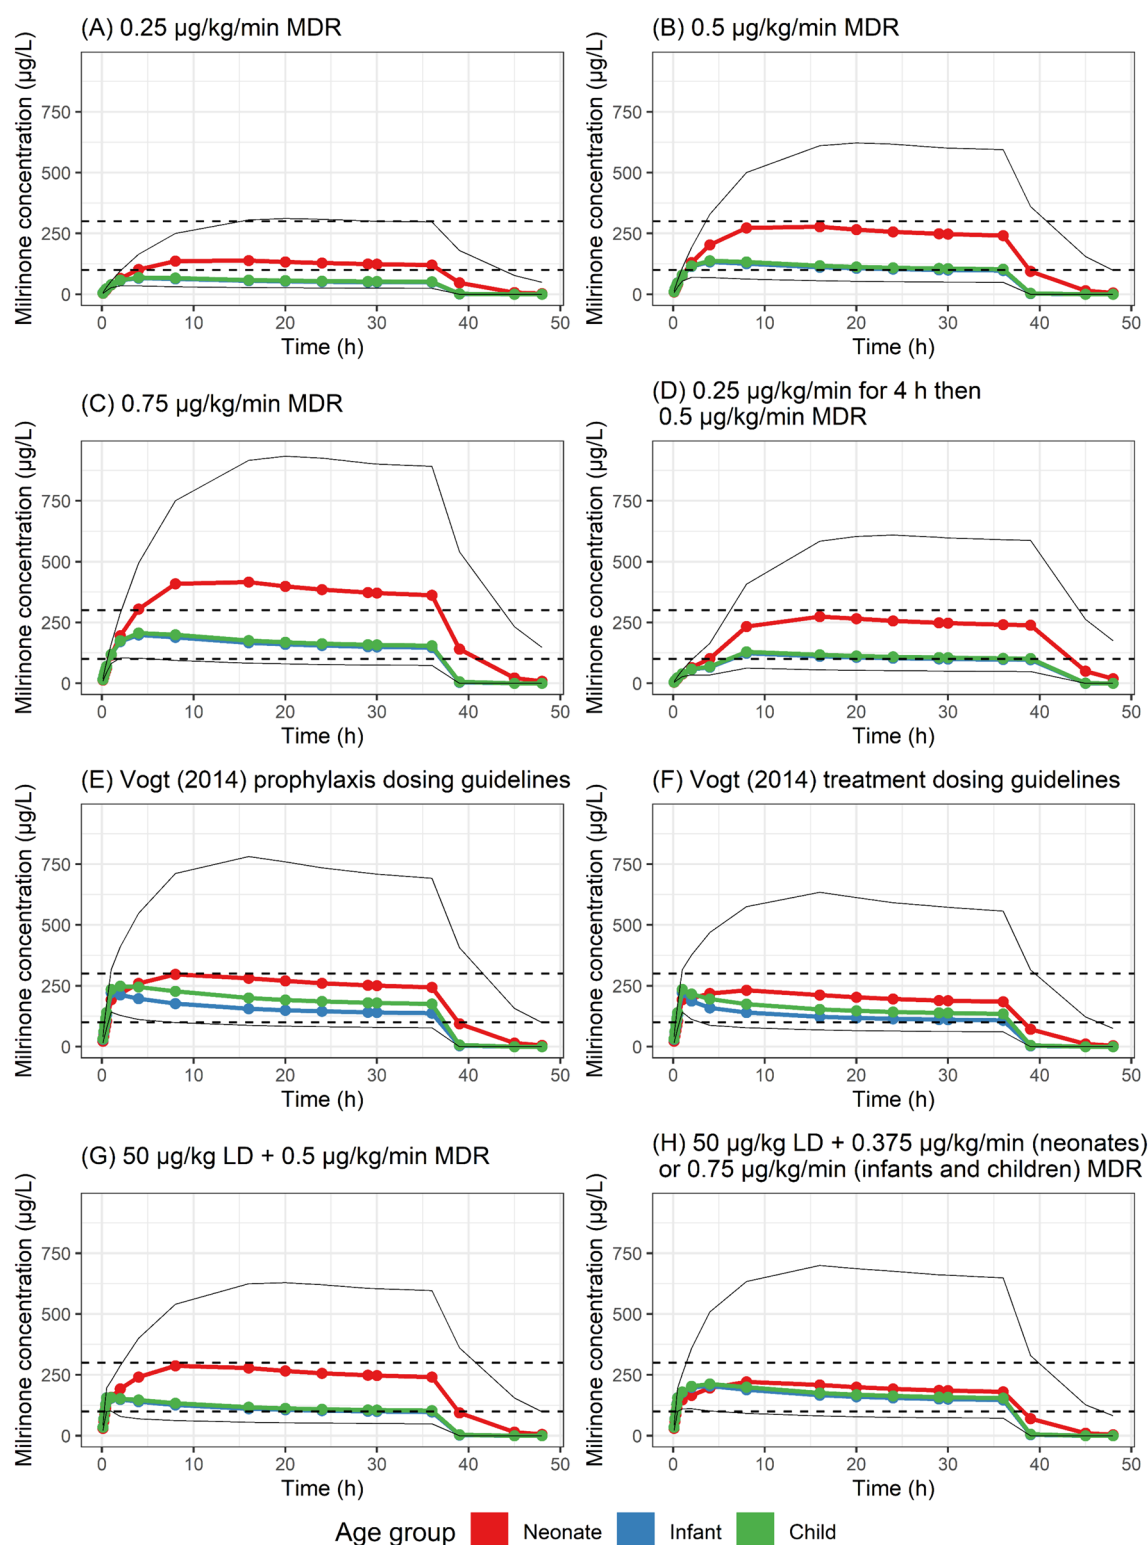 (A) 0.25 µg/kg/min MDR
(B) 0.5 µg/kg/min MDR
Milrinone concentration (µg/L)
750
500
250
0
0 10 20 30 40 50
Time (h)
Milrinone concentration (µg/L)
750
500
250
0
0 10 20 30 40 50
Time (h)
(C) 0.75 µg/kg/min MDR
(D) 0.25 µg/kg/min for 4 h then
0.5 µg/kg/min MDR
Milrinone concentration (µg/L)
750
500
250
0
0 10 20 30 40 50
Time (h)
Milrinone concentration (µg/L)
750
500
250
0
0 10 20 30 40 50
Time (h)
(E) Vogt (2014) prophylaxis dosing guidelines
(F) Vogt (2014) treatment dosing guidelines
Milrinone concentration (µg/L)
750
500
250
0
0 10 20 30 40 50
Time (h)
Milrinone concentration (µg/L)
750
500
250
0
0 10 20 30 40 50
Time (h)
(G) 50 µg/kg LD + 0.5 µg/kg/min MDR
(H) 50 µg/kg LD + 0.375 µg/kg/min (neonates)
or 0.75 µg/kg/min (infants and children) MDR
Milrinone concentration (µg/L)
750
500
250
0
0 10 20 30 40 50
Time (h)
Milrinone concentration (µg/L)
750
500
250
0
0 10 20 30 40 50
Time (h)
Age group Neonate Infant Child